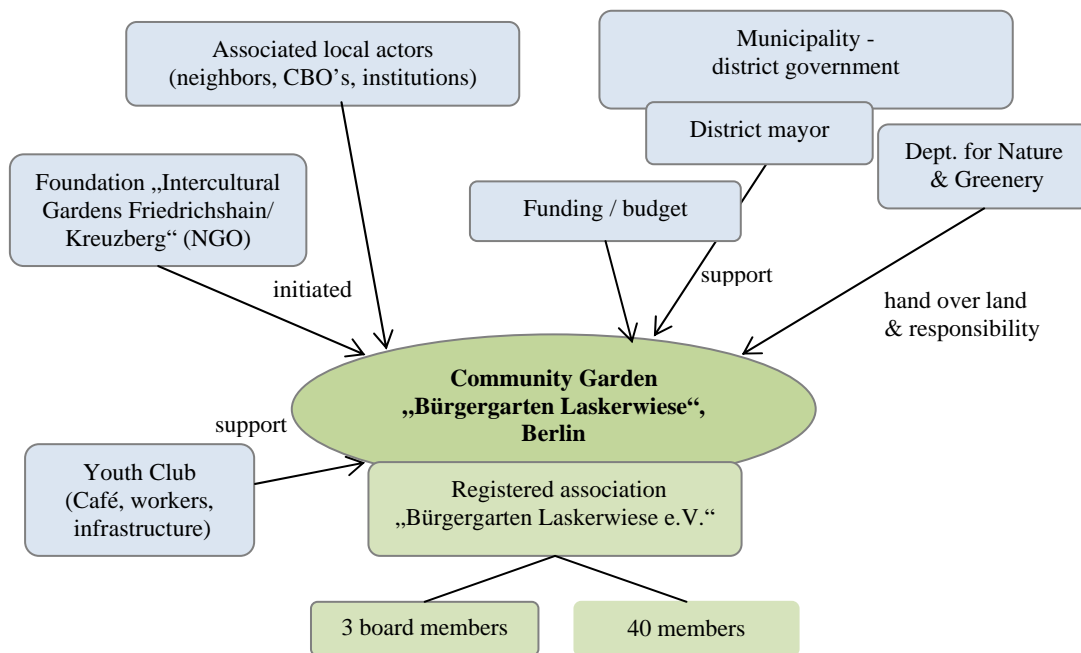 Associated local actors
(neighbors, CBO’s, institutions)
Municipality -
district government
District mayor
Dept. for Nature
& Greenery
Foundation „Intercultural
Gardens Friedrichshain/
Kreuzberg“ (NGO)
Funding / budget
initiated
support
hand over land
& responsibility
Community Garden
„Bürgergarten Laskerwiese“,
Berlin
support
Youth Club
(Café, workers,
infrastructure)
Registered association
„Bürgergarten Laskerwiese e.V.“
3 board members
40 members